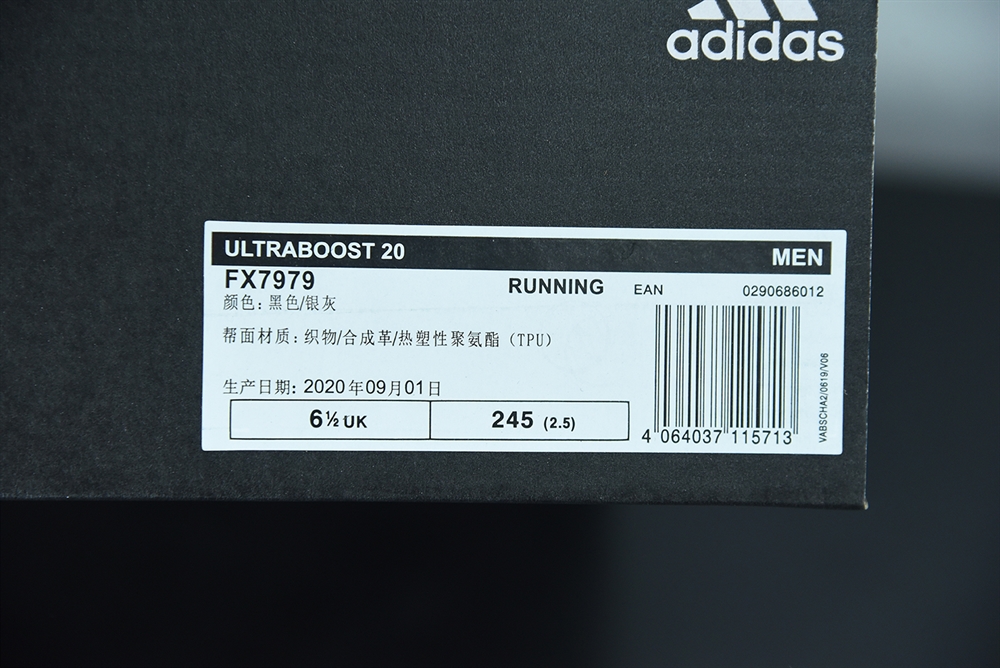 adidas
ULTRABOOST 20 MEN
FX7979 RUNNING EAN 0290686012
颜色: 黑色/银灰
帮面材质: 织物/合成革/热塑性聚氨酯（TPU）
生产日期: 2020年09月01日
6½ UK 245 (2.5)
4 064037 115713
VABSCHA2/0619/V06